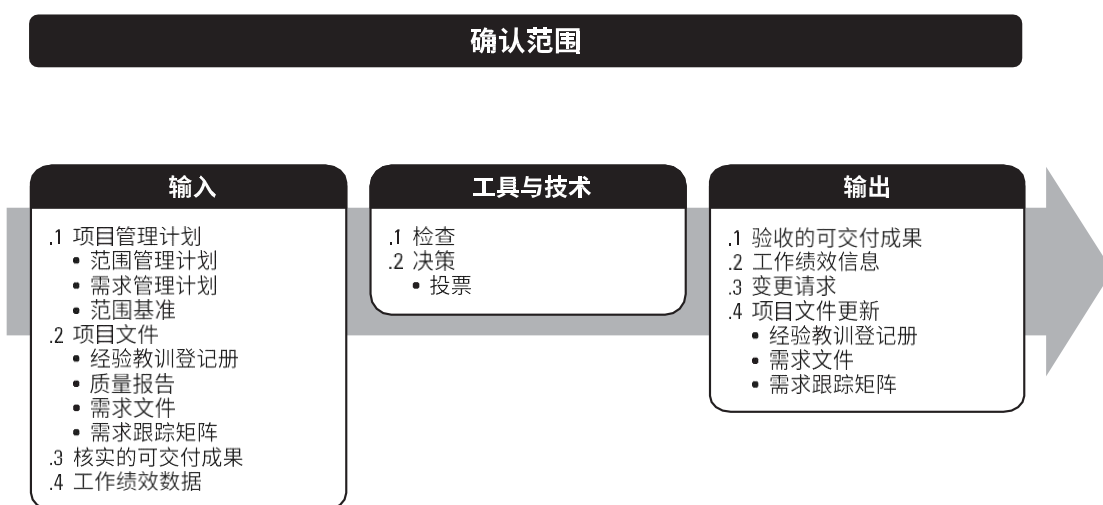 确认范围
输入
.1 项目管理计划
• 范围管理计划
• 需求管理计划
• 范围基准
.2 项目文件
• 经验教训登记册
• 质量报告
• 需求文件
• 需求跟踪矩阵
.3 核实的可交付成果
.4 工作绩效数据
工具与技术
.1 检查
.2 决策
• 投票
输出
.1 验收的可交付成果
.2 工作绩效信息
.3 变更请求
.4 项目文件更新
• 经验教训登记册
• 需求文件
• 需求跟踪矩阵